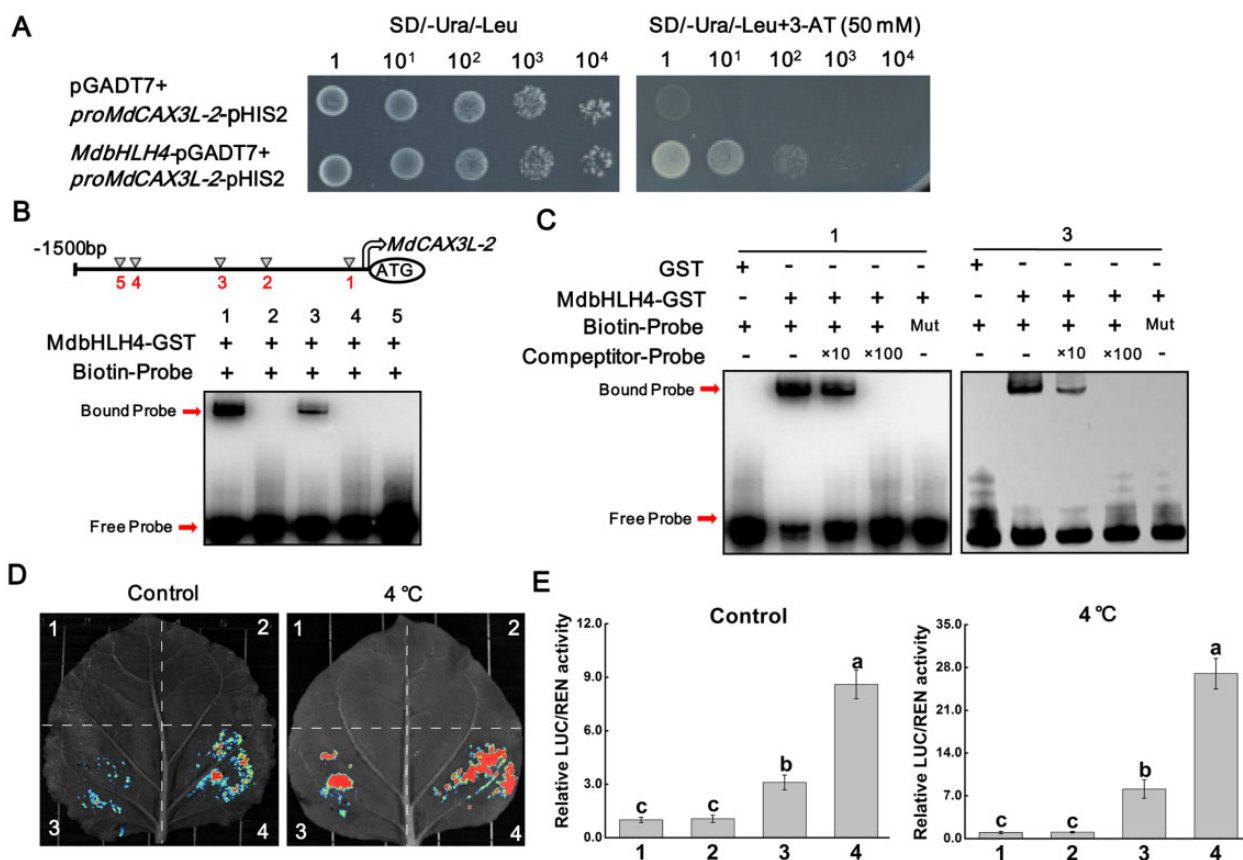 A
SD/-Ura/-Leu
SD/-Ura/-Leu+3-AT (50 mM)
1 10¹ 10² 10³ 10⁴
1 10¹ 10² 10³ 10⁴
pGADT7+
proMdCAX3L-2-pHIS2
MdbHLH4-pGADT7+
proMdCAX3L-2-pHIS2
B
-1500bp
MdCAX3L-2
ATG
5 4 3 2 1
1 2 3 4 5
MdbHLH4-GST + + + + +
Biotin-Probe + + + + +
Bound Probe
Free Probe
C
1 3
GST + - - - - + - - - -
MdbHLH4-GST - + + + + - + + + +
Biotin-Probe + + + + Mut + + + + Mut
Competitor-Probe - - ×10 ×100 - - - ×10 ×100 -
Bound Probe
Free Probe
D
Control
4 ℃
1 2
3 4
1 2
3 4
E
Control
Relative LUC/REN activity
12.0
9.0
6.0
3.0
0.0
c c b a
1 2 3 4
4 ℃
Relative LUC/REN activity
35.0
28.0
21.0
14.0
7.0
0.0
c c b a
1 2 3 4